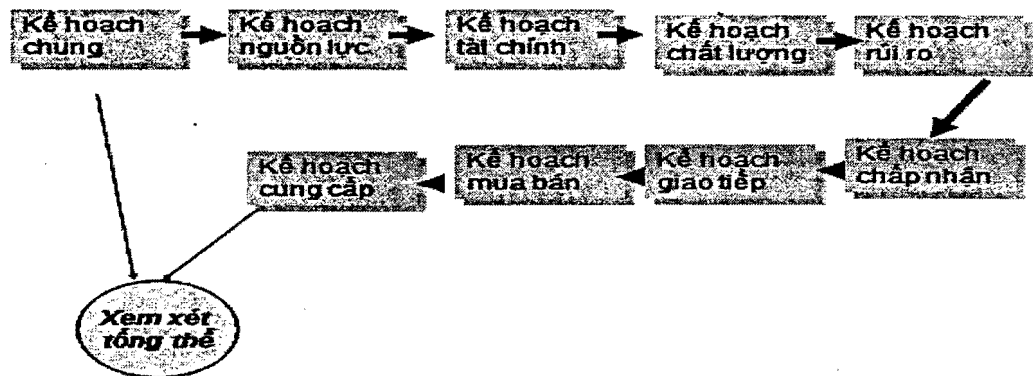 Kế hoạch
chung
Kế hoạch
nguồn lực
Kế hoạch
tài chính
Kế hoạch
chất lượng
Kế hoạch
rủi ro
Kế hoạch
chấp nhận
Kế hoạch
giao tiếp
Kế hoạch
mua bán
Kế hoạch
cung cấp
Xem xét
tổng thể